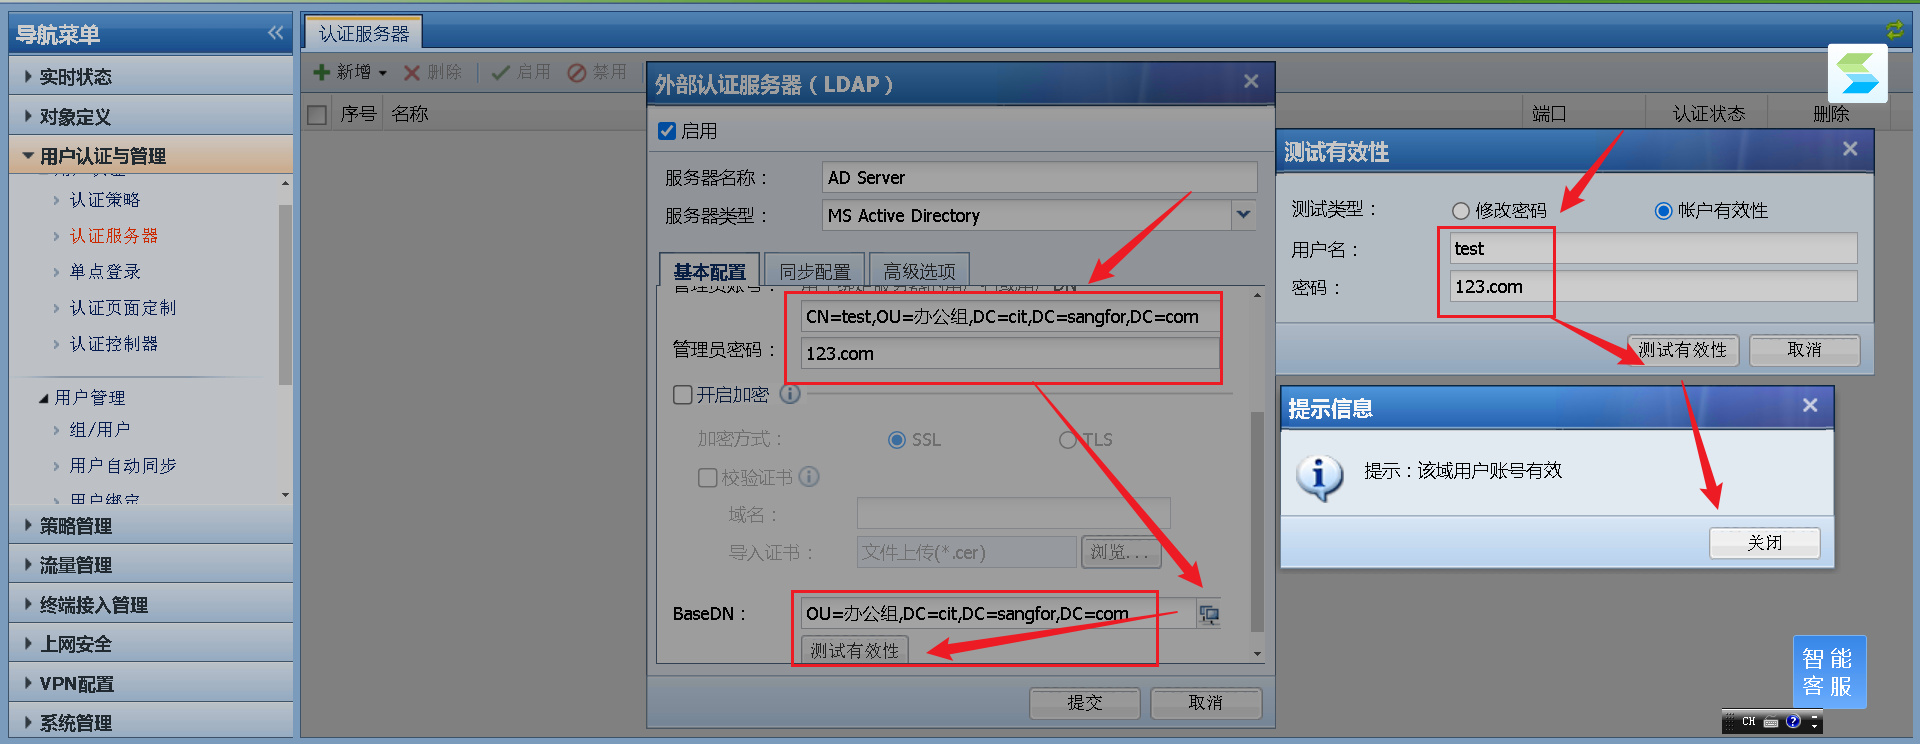 导航菜单
实时状态
对象定义
用户认证与管理
用户认证
认证策略
认证服务器
单点登录
认证页面定制
认证控制器
用户管理
组/用户
用户自动同步
用户绑定
策略管理
流量管理
终端接入管理
上网安全
VPN配置
系统管理
认证服务器
新增 删除 启用 禁用
序号 名称 端口 认证状态 删除
外部认证服务器（LDAP）
启用
服务器名称： AD Server
服务器类型： MS Active Directory
基本配置 同步配置 高级选项
管理员账号：
CN=test,OU=办公组,DC=cit,DC=sangfor,DC=com
管理员密码： 123.com
开启加密
加密方式： SSL TLS
校验证书
域名：
导入证书： 文件上传(*.cer) 浏览...
BaseDN： OU=办公组,DC=cit,DC=sangfor,DC=com
测试有效性
提交 取消
测试有效性
测试类型： 修改密码 帐户有效性
用户名： test
密码： 123.com
测试有效性 取消
提示信息
提示：该域用户账号有效
关闭
智能
客服
CH